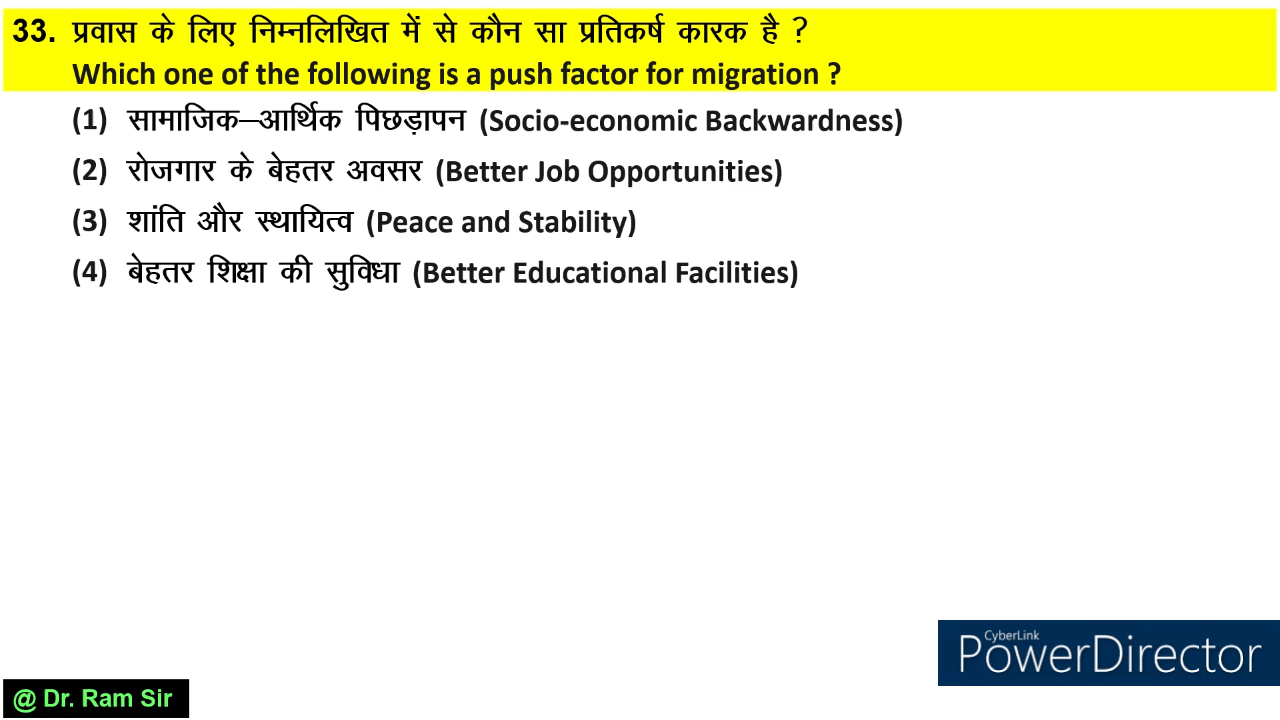 33. प्रवास के लिए निम्नलिखित में से कौन सा प्रतिकर्ष कारक है ?
Which one of the following is a push factor for migration ?
(1) सामाजिक–आर्थिक पिछड़ापन (Socio-economic Backwardness)
(2) रोजगार के बेहतर अवसर (Better Job Opportunities)
(3) शांति और स्थायित्व (Peace and Stability)
(4) बेहतर शिक्षा की सुविधा (Better Educational Facilities)
CyberLink
PowerDirector
@ Dr. Ram Sir